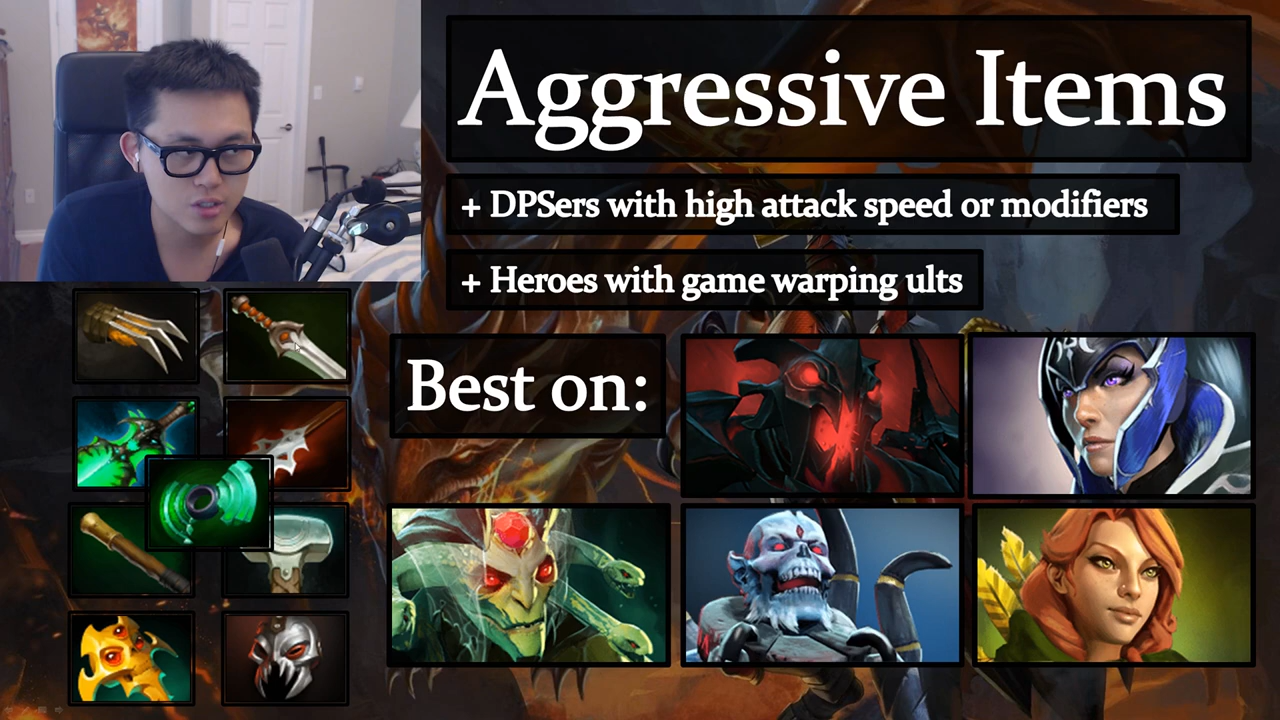 Aggressive Items
+ DPSers with high attack speed or modifiers
+ Heroes with game warping ults
Best on: